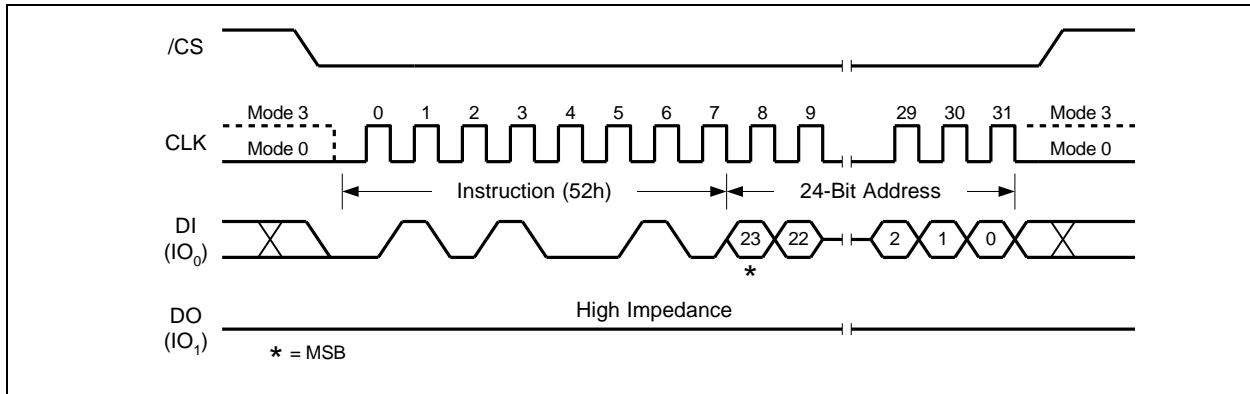 /CS
Mode 3 0 1 2 3 4 5 6 7 8 9 29 30 31 Mode 3
CLK
Mode 0 Mode 0
Instruction (52h) 24-Bit Address
DI
(IO0)
23 22 2 1 0
*
High Impedance
DO
(IO1)
* = MSB